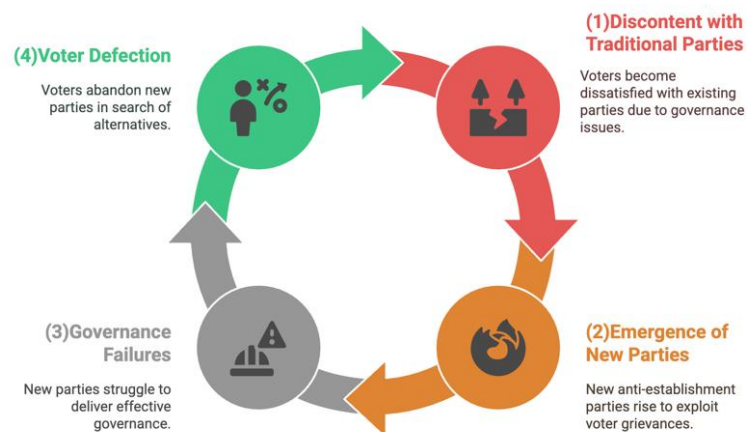 (1)Discontent with
Traditional Parties
Voters become
dissatisfied with existing
parties due to governance
issues.
(2)Emergence of
New Parties
New anti-establishment
parties rise to exploit
voter grievances.
(3)Governance
Failures
New parties struggle to
deliver effective
governance.
(4)Voter Defection
Voters abandon new
parties in search of
alternatives.